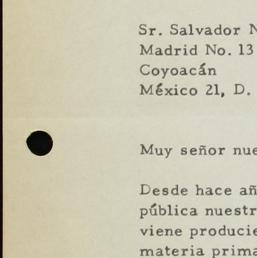 Sr. Salvador N
Madrid No. 13
Coyoacán
México 21, D.
Muy señor nue
Desde hace añ
pública nuestr
viene producie
materia prima